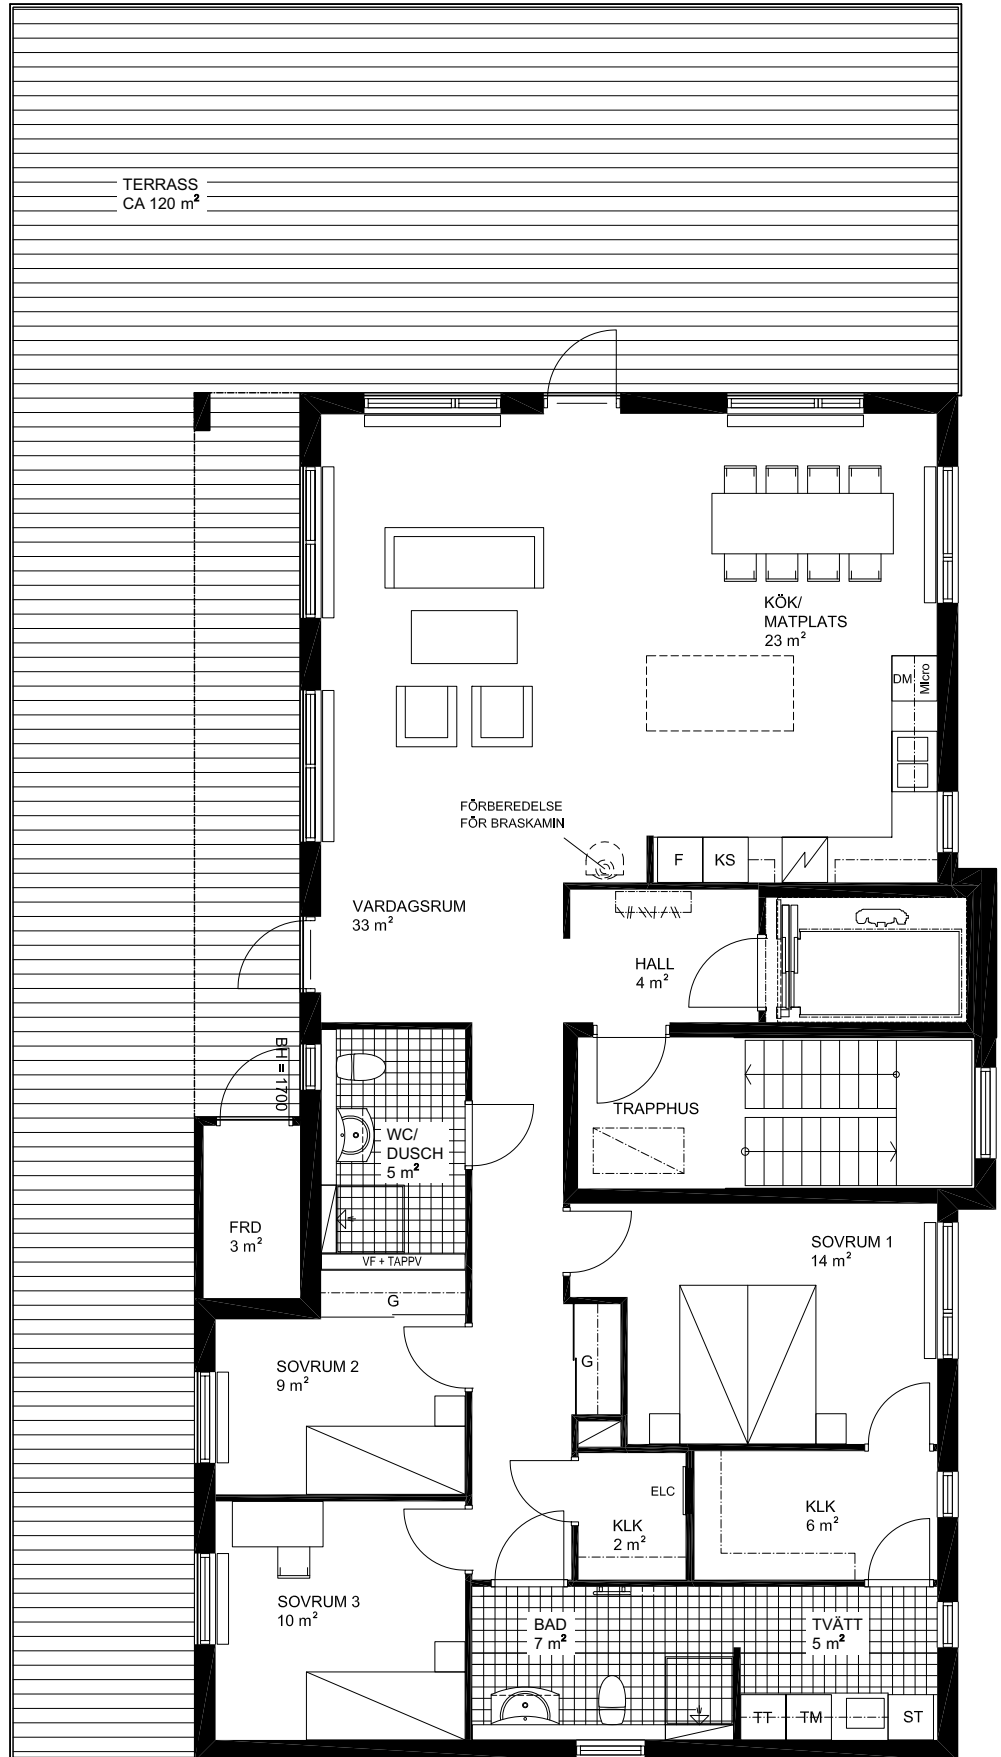 TERRASS
CA 120 m²
KÖK/
MATPLATS
23 m²
DM
Micro
FÖRBEREDELSE
FÖR BRASKAMIN
F
KS
VARDAGSRUM
33 m²
HALL
4 m²
BH = 1700
TRAPPHUS
WC/
DUSCH
5 m²
FRD
3 m²
VF + TAPPV
G
SOVRUM 1
14 m²
SOVRUM 2
9 m²
G
ELC
KLK
2 m²
KLK
6 m²
SOVRUM 3
10 m²
BAD
7 m²
TVÄTT
5 m²
TT
TM
ST